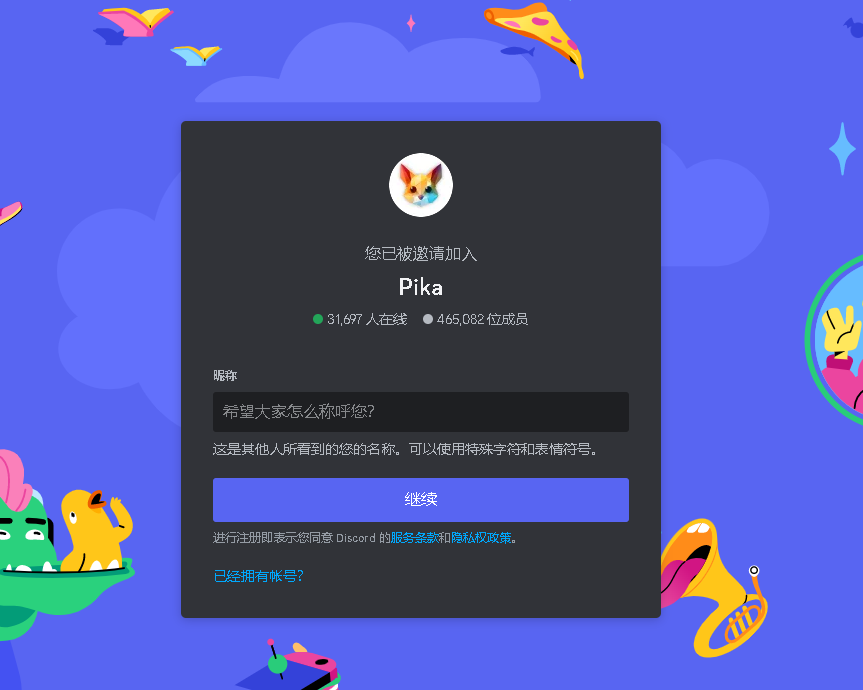 您已被邀请加入
Pika
31,697 人在线 465,082 位成员
昵称
希望大家怎么称呼您?
这是其他人所看到的您的名称。可以使用特殊字符和表情符号。
继续
进行注册即表示您同意 Discord 的服务条款和隐私权政策。
已经拥有帐号?